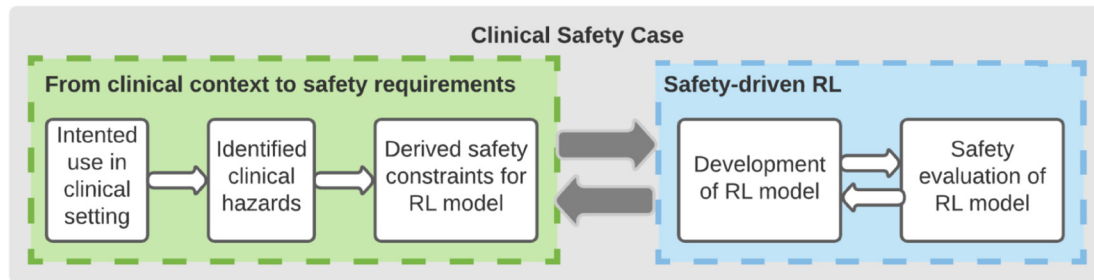 Clinical Safety Case
From clinical context to safety requirements
Intented
use in
clinical
setting
Identified
clinical
hazards
Derived safety
constraints for
RL model
Safety-driven RL
Development
of RL model
Safety
evaluation of
RL model